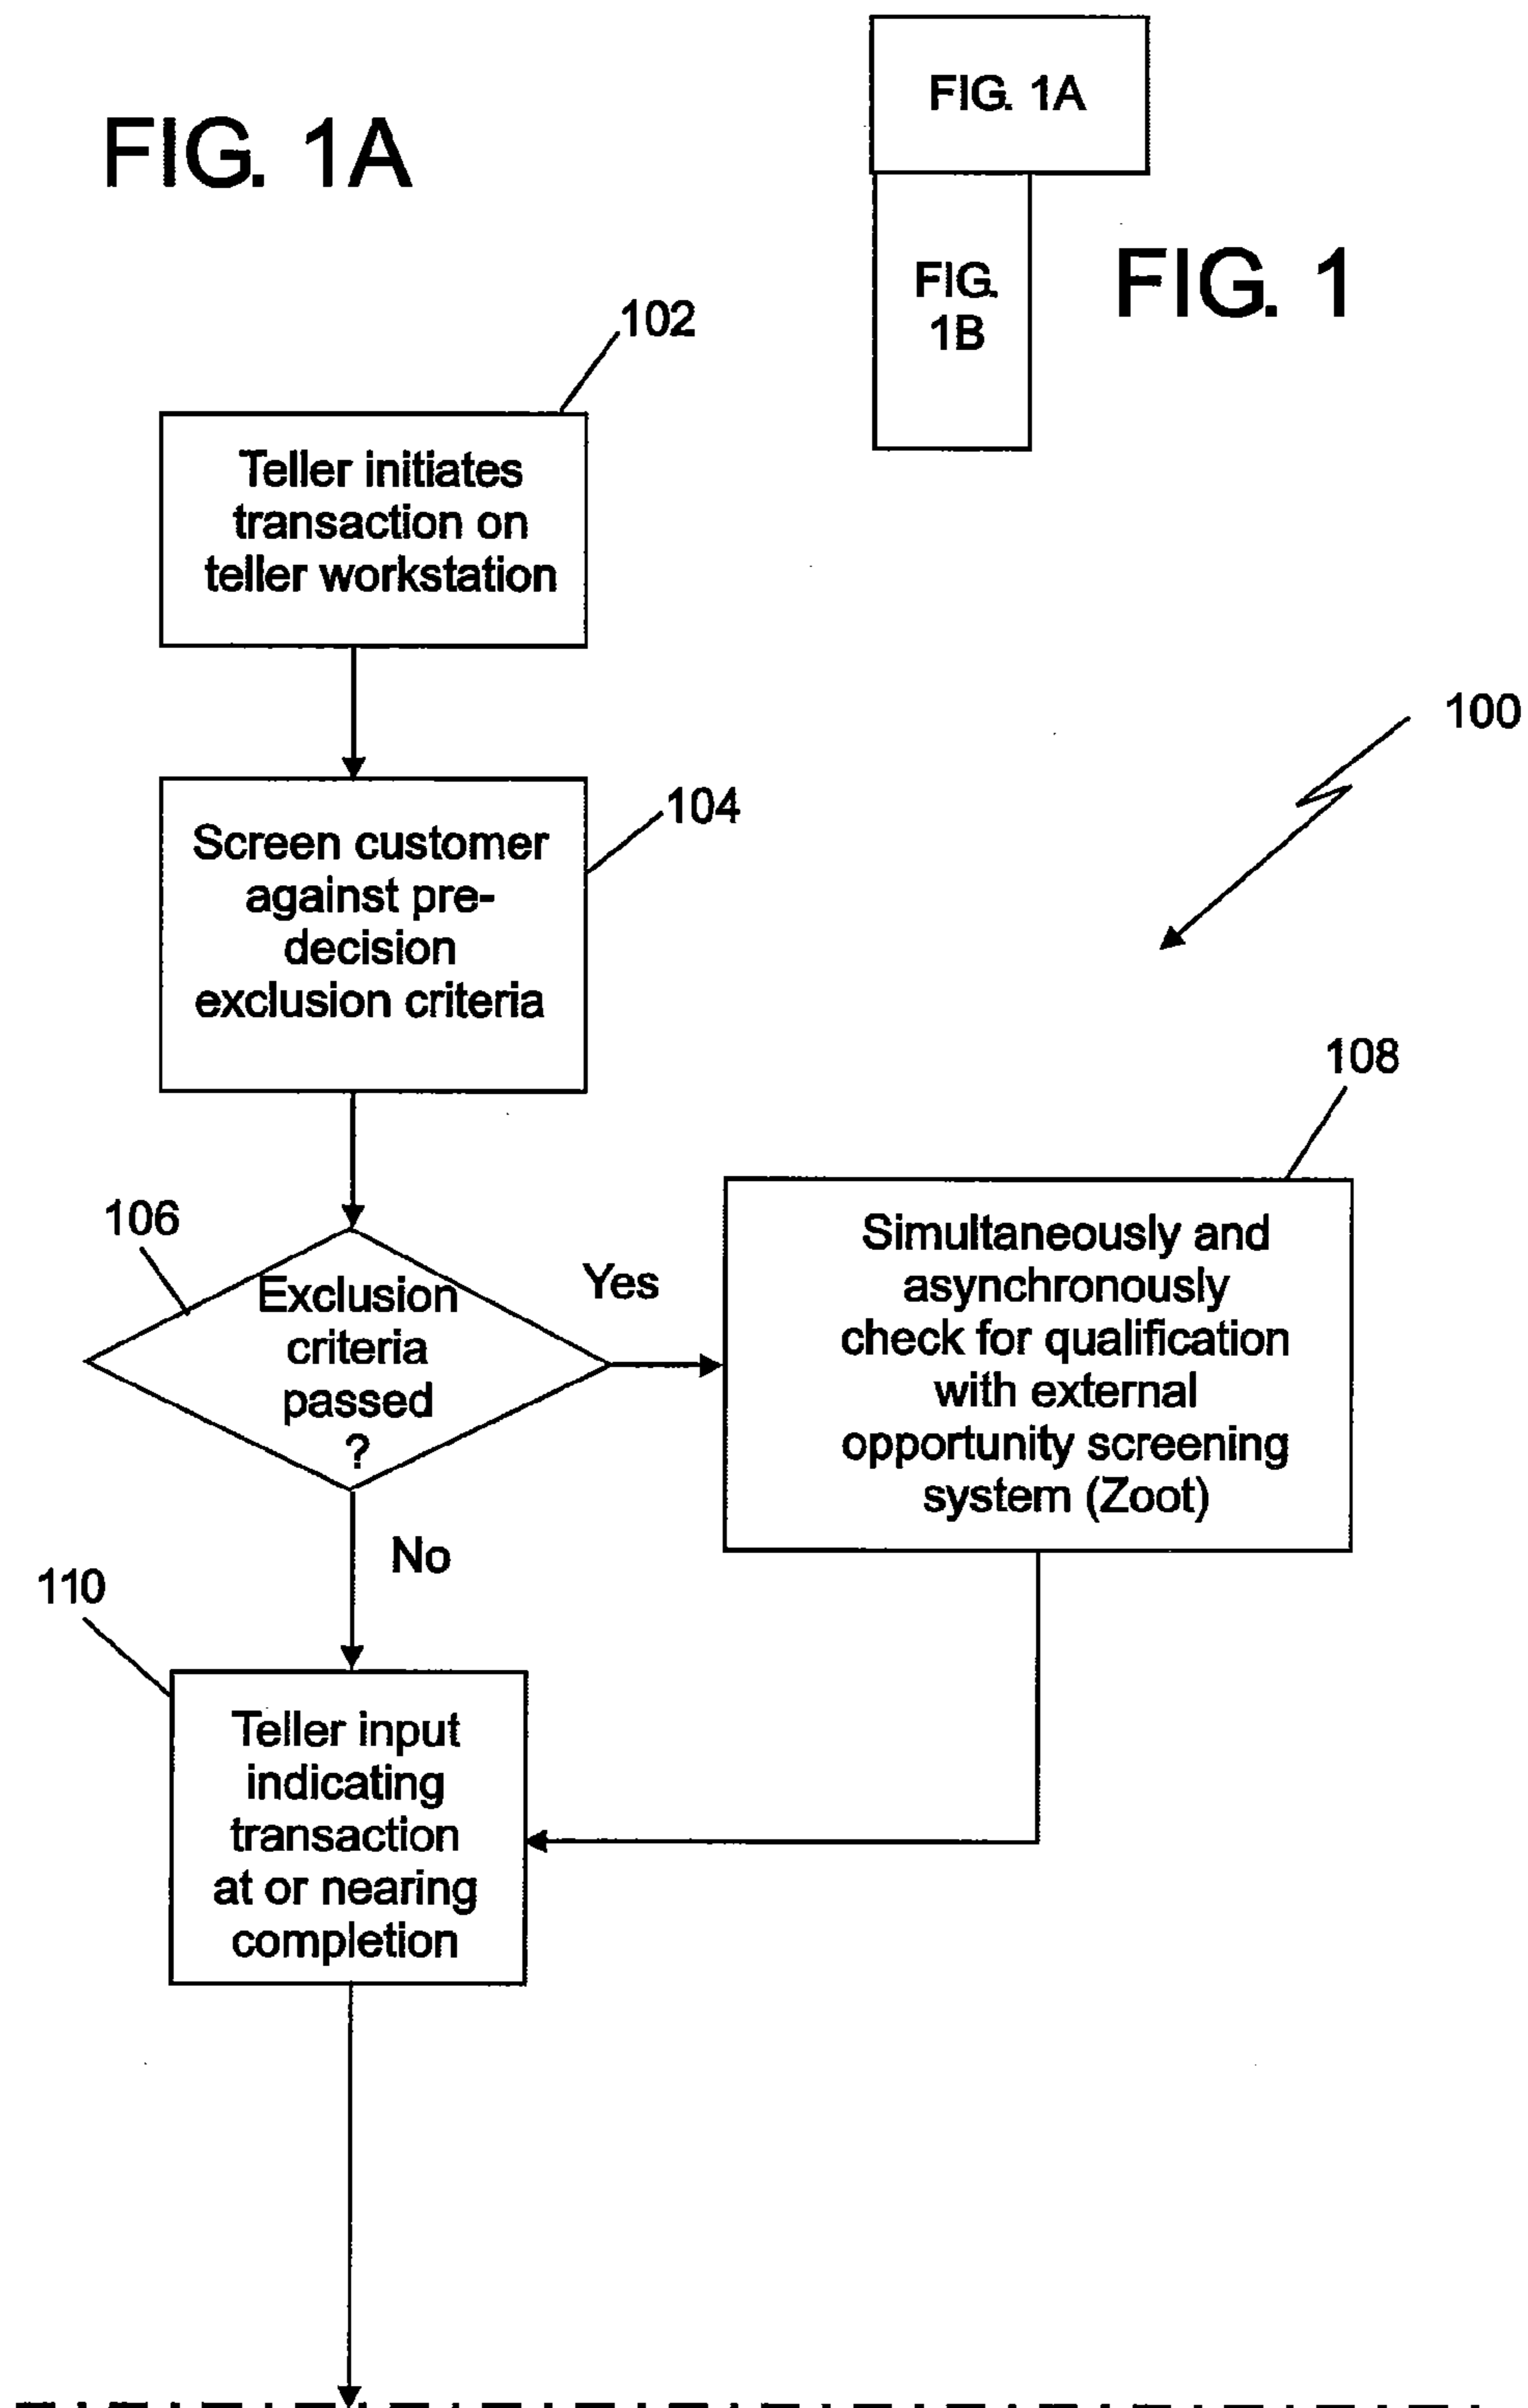 FIG. 1A
FIG. 1A
FIG.
1B
FIG. 1
102
Teller initiates
transaction on
teller workstation
100
104
Screen customer
against pre-
decision
exclusion criteria
108
106
Exclusion
criteria
passed
?
Yes
Simultaneously and
asynchronously
check for qualification
with external
opportunity screening
system (Zoot)
No
110
Teller input
indicating
transaction
at or nearing
completion